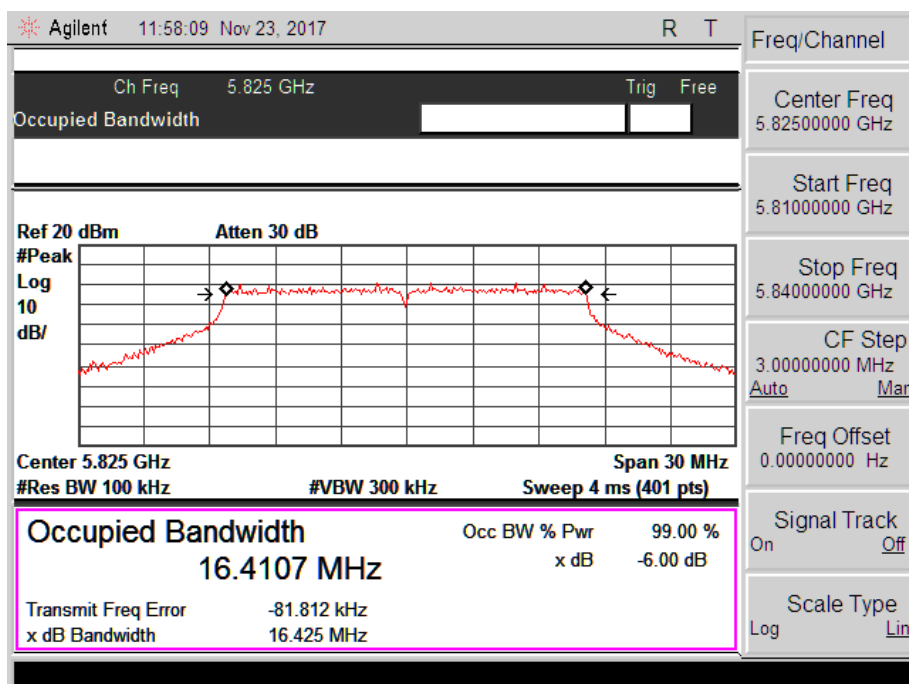 Agilent 11:58:09 Nov 23, 2017 R T
Ch Freq 5.825 GHz Trig Free
Occupied Bandwidth
Ref 20 dBm Atten 30 dB
#Peak
Log
10
dB/
Center 5.825 GHz Span 30 MHz
#Res BW 100 kHz #VBW 300 kHz Sweep 4 ms (401 pts)
Occupied Bandwidth Occ BW % Pwr 99.00 %
16.4107 MHz x dB -6.00 dB
Transmit Freq Error -81.812 kHz
x dB Bandwidth 16.425 MHz
Freq/Channel
Center Freq
5.82500000 GHz
Start Freq
5.81000000 GHz
Stop Freq
5.84000000 GHz
CF Step
3.00000000 MHz
Auto Man
Freq Offset
0.00000000 Hz
Signal Track
On Off
Scale Type
Log Lin